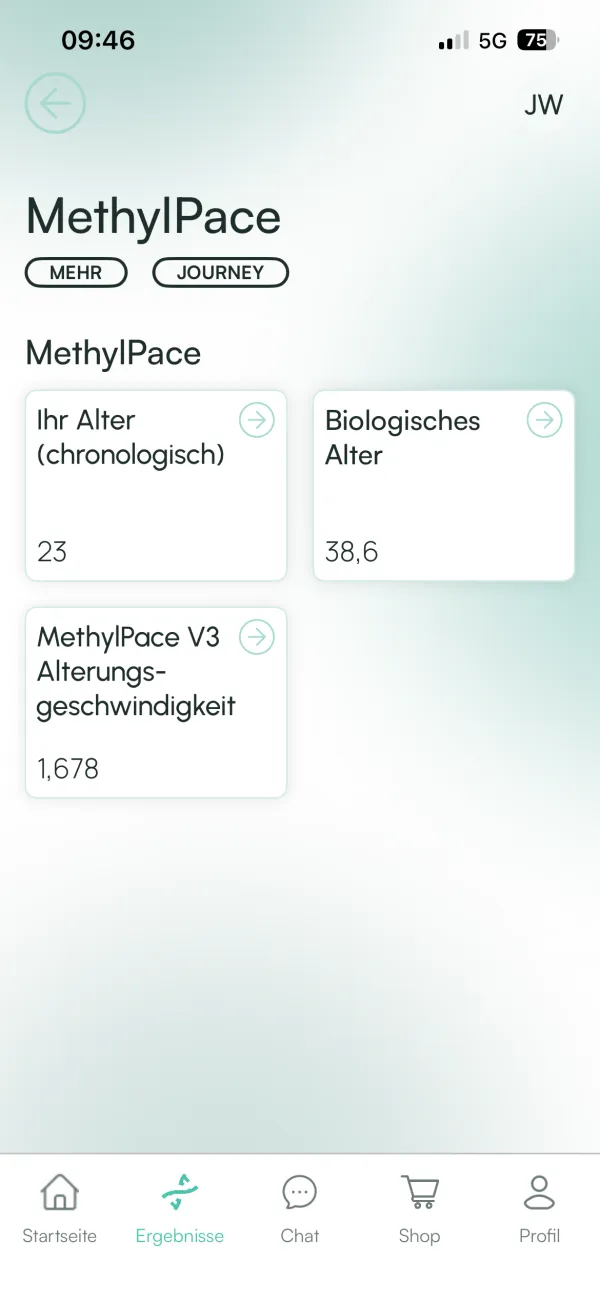 09:46
5G
75
JW
MethylPace
MEHR
JOURNEY
MethylPace
Ihr Alter
(chronologisch)
23
Biologisches
Alter
38,6
MethylPace V3
Alterungs-
geschwindigkeit
1,678
Startseite
Ergebnisse
Chat
Shop
Profil